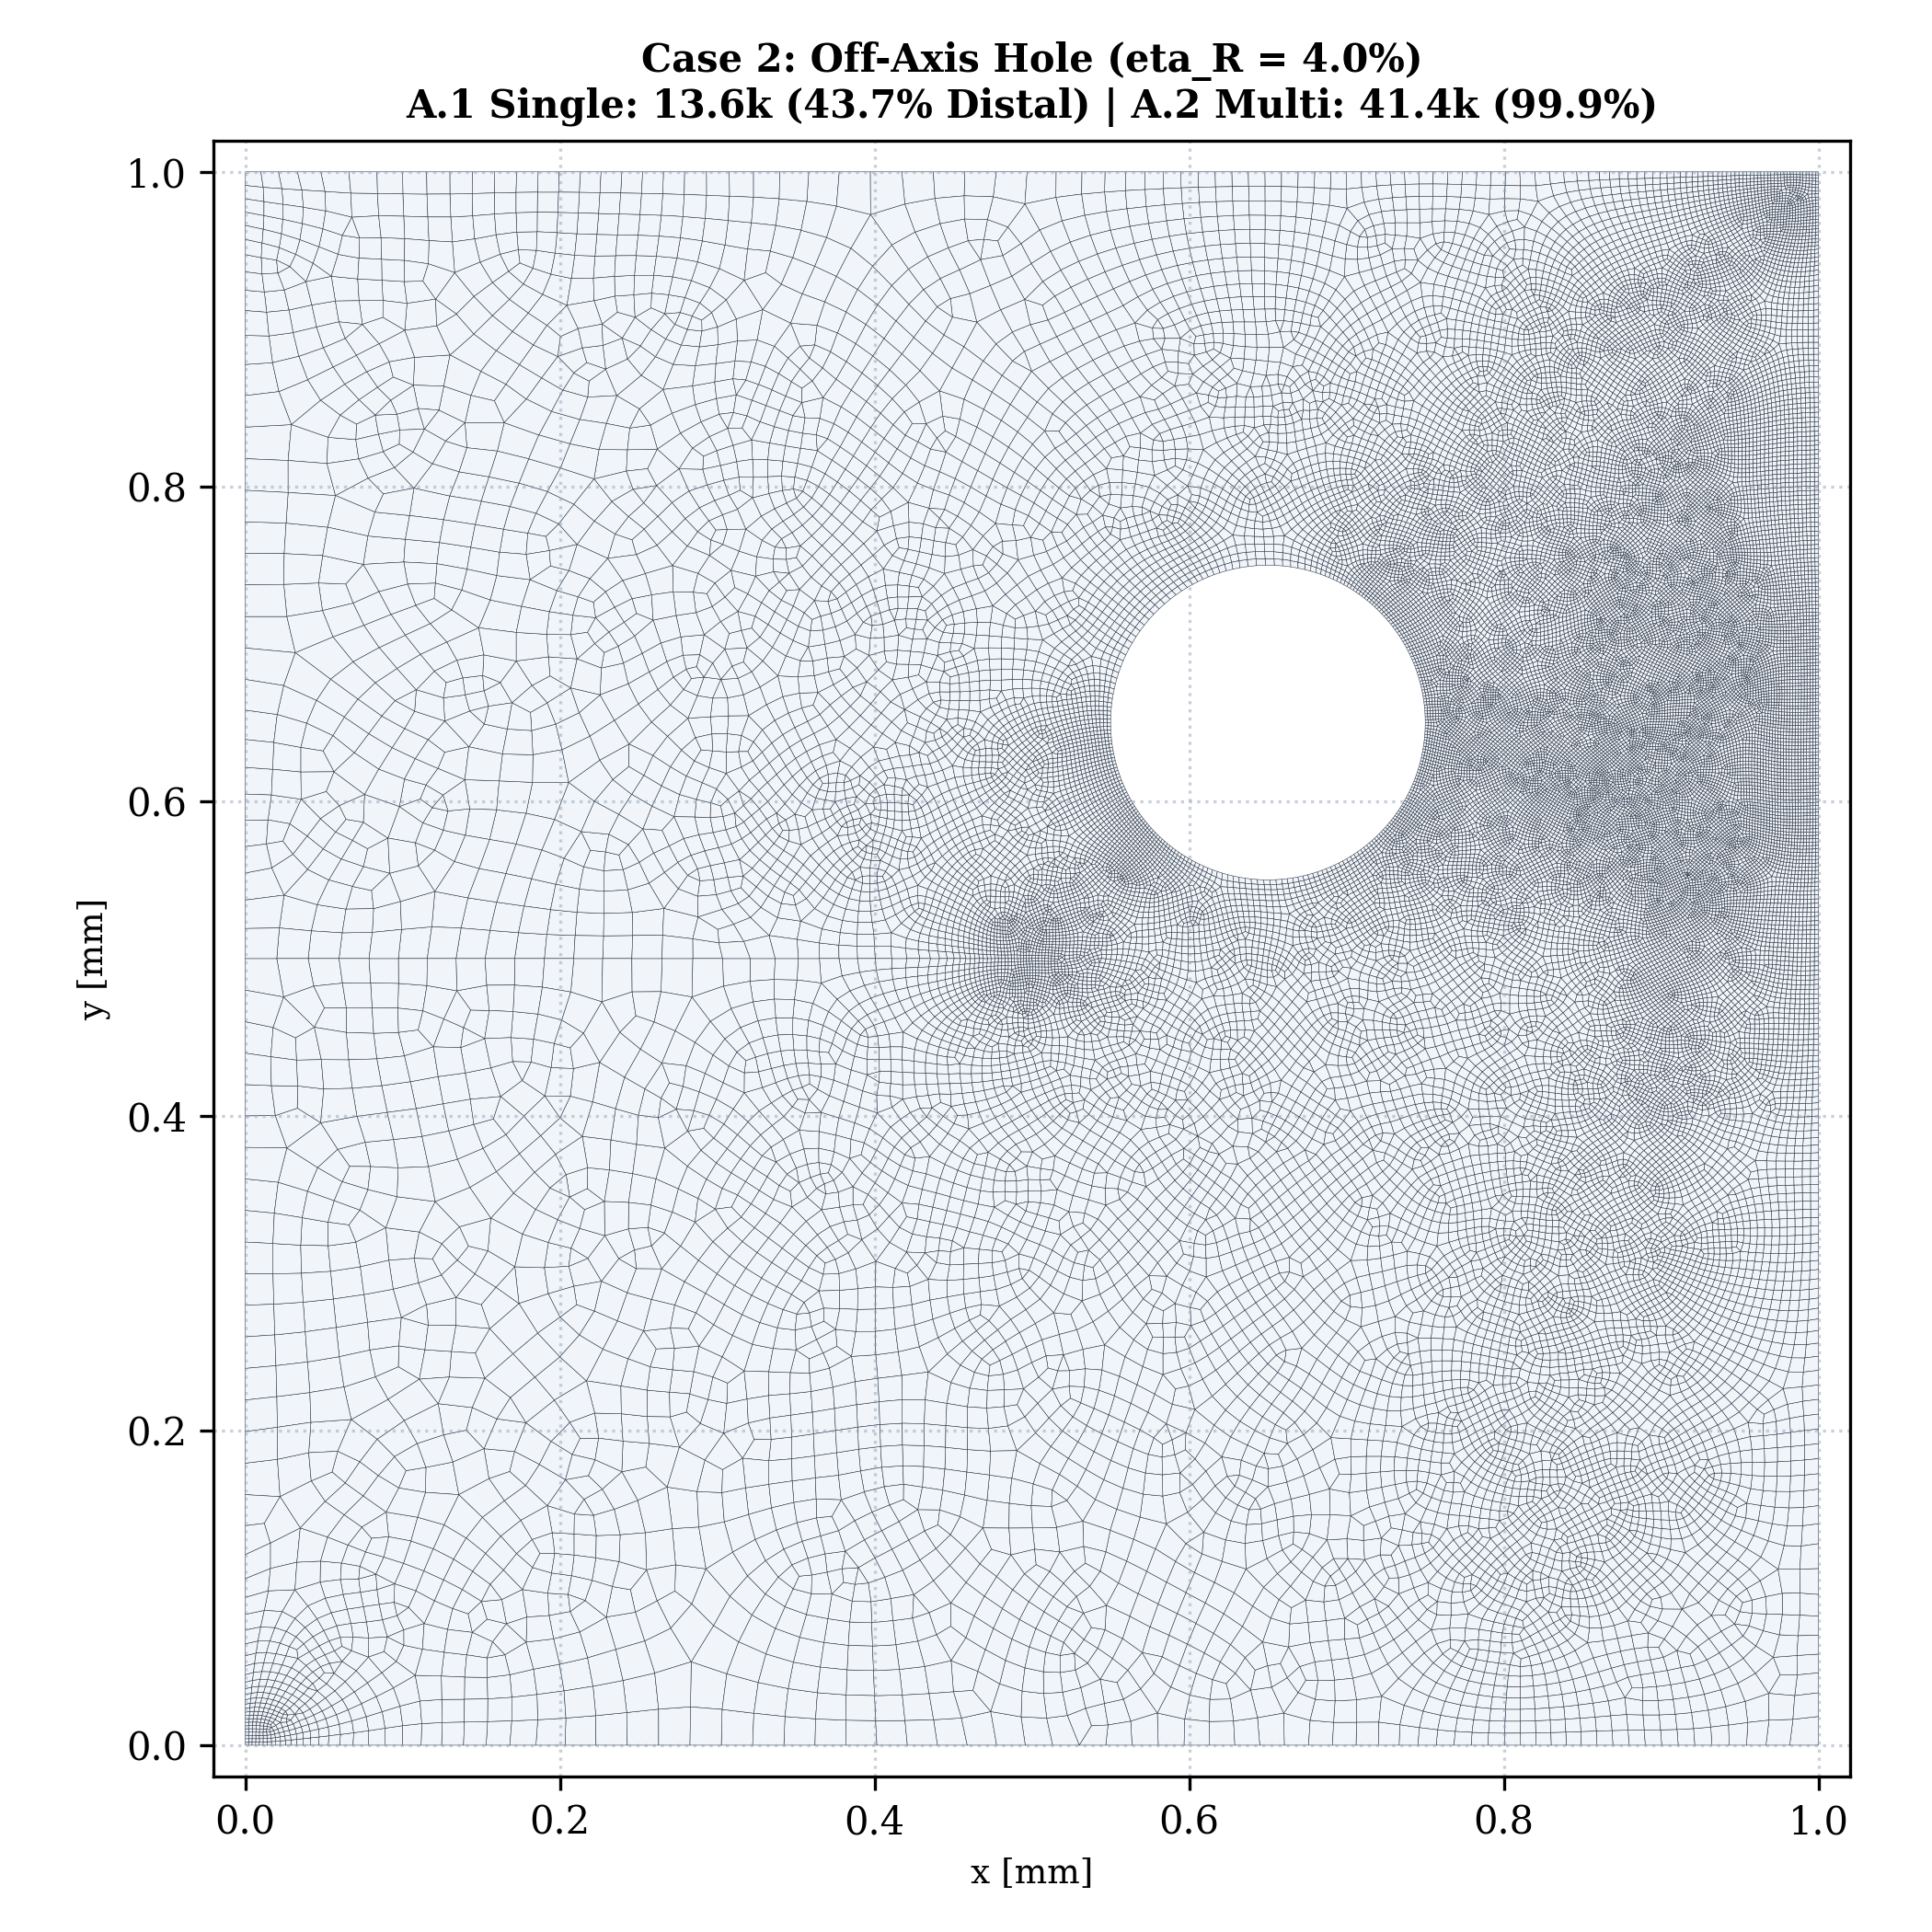 Case 2: Off-Axis Hole (eta_R = 4.0%)
A.1 Single: 13.6k (43.7% Distal) | A.2 Multi: 41.4k (99.9%)
1.0
0.8
0.6
0.4
0.2
0.0
y [mm]
0.0 0.2 0.4 0.6 0.8 1.0
x [mm]